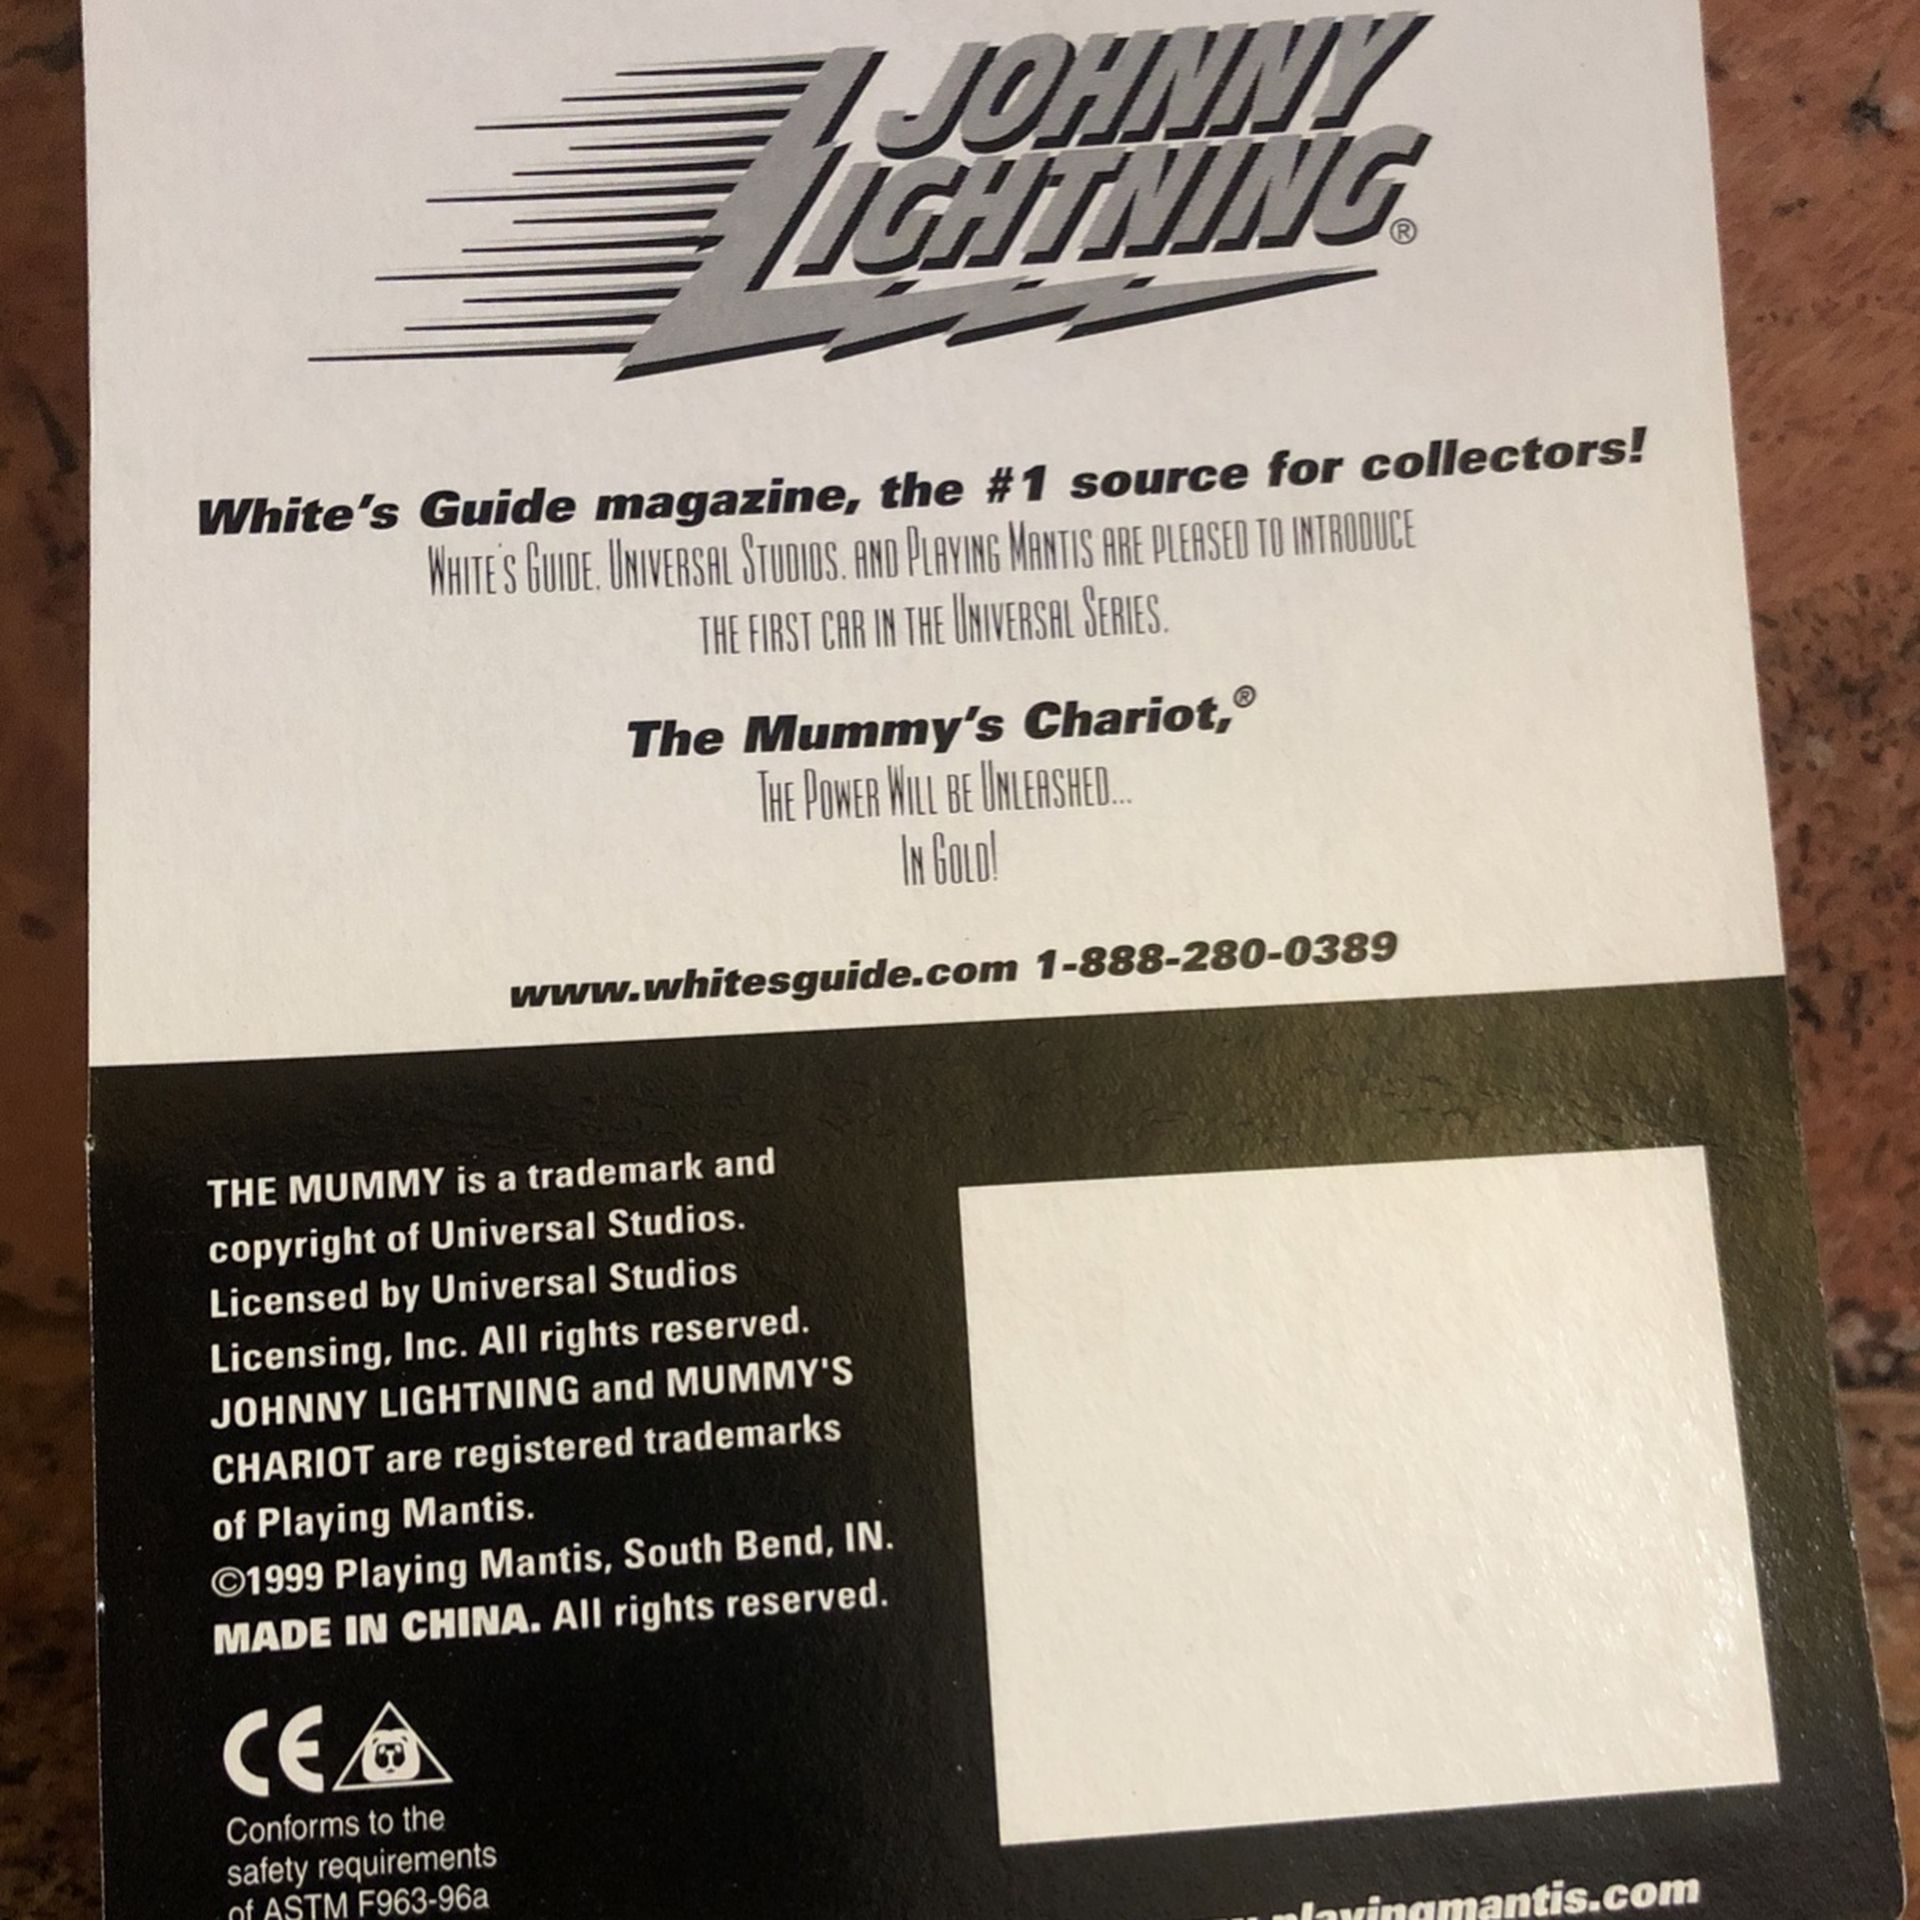 JOHNNY
LIGHTNING®
White's Guide magazine, the #1 source for collectors!
WHITE'S GUIDE, UNIVERSAL STUDIOS, AND PLAYING MANTIS ARE PLEASED TO INTRODUCE
THE FIRST CAR IN THE UNIVERSAL SERIES.
The Mummy's Chariot,®
THE POWER WILL BE UNLEASHED...
IN GOLD!
www.whitesguide.com 1-888-280-0389
THE MUMMY is a trademark and
copyright of Universal Studios.
Licensed by Universal Studios
Licensing, Inc. All rights reserved.
JOHNNY LIGHTNING and MUMMY'S
CHARIOT are registered trademarks
of Playing Mantis.
©1999 Playing Mantis, South Bend, IN.
MADE IN CHINA. All rights reserved.
CE
Conforms to the
safety requirements
of ASTM F963-96a
playingmantis.com